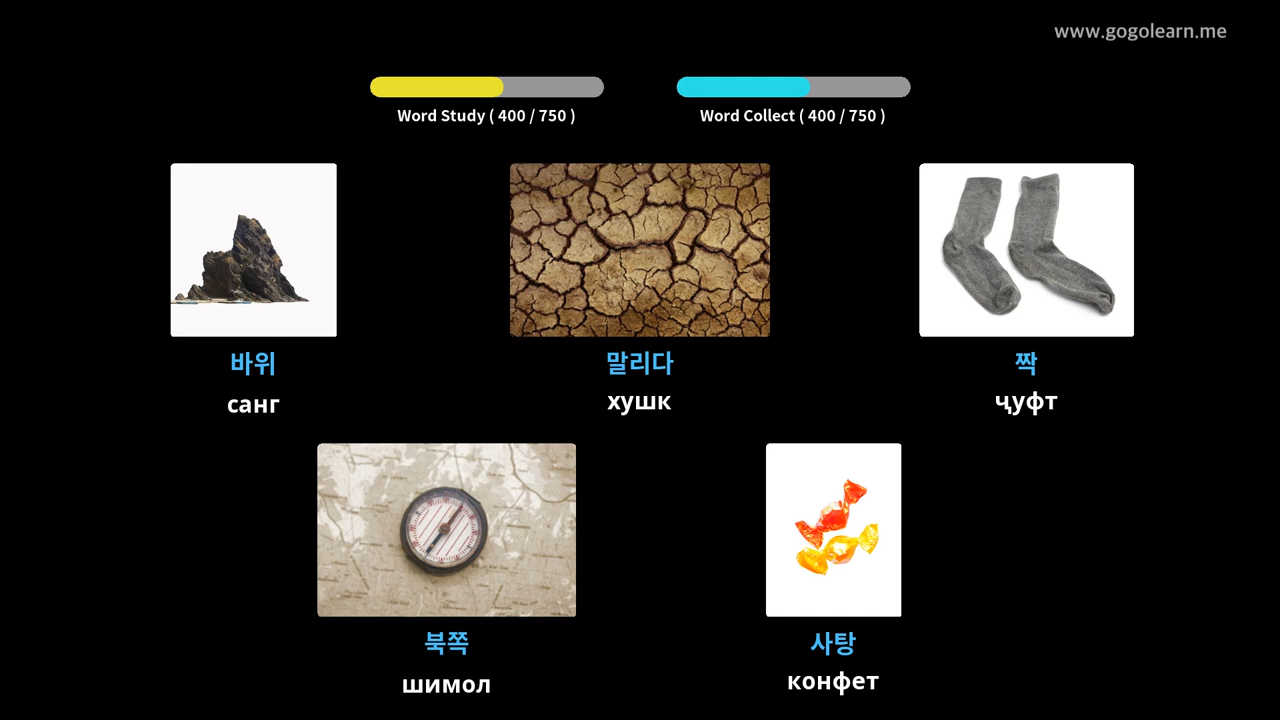 www.gogolearn.me
Word Study ( 400 / 750 )
Word Collect ( 400 / 750 )
바위
санг
말리다
хушк
짝
ҷуфт
북쪽
шимол
사탕
конфет